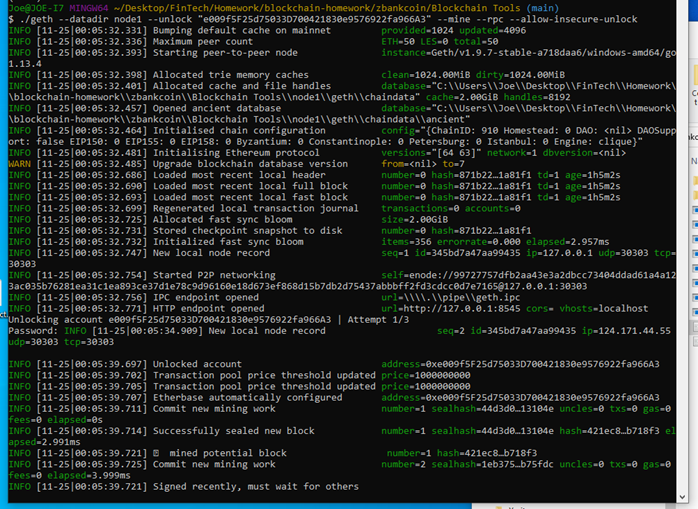 Joe@JOE-I7 MINGW64 ~/Desktop/FinTech/Homework/blockchain-homework/zbankcoin/Blockchain Tools (main)
$ ./geth --datadir node1 --unlock "e009f5F25d75033D700421830e9576922fa966A3" --mine --rpc --allow-insecure-unlock
INFO [11-25|00:05:32.331] Bumping default cache on mainnet provided=1024 updated=4096
INFO [11-25|00:05:32.336] Maximum peer count ETH=50 LES=0 total=50
INFO [11-25|00:05:32.393] Starting peer-to-peer node instance=Geth/v1.9.7-stable-a718daa6/windows-amd64/go
1.13.4
INFO [11-25|00:05:32.398] Allocated trie memory caches clean=1024.00MiB dirty=1024.00MiB
INFO [11-25|00:05:32.401] Allocated cache and file handles database="C:\\Users\\Joe\\Desktop\\FinTech\\Homework\
\blockchain-homework\\zbankcoin\\Blockchain Tools\\node1\\geth\\chaindata" cache=2.00GiB handles=8192
INFO [11-25|00:05:32.457] Opened ancient database database="C:\\Users\\Joe\\Desktop\\FinTech\\Homework\
\blockchain-homework\\zbankcoin\\Blockchain Tools\\node1\\geth\\chaindata\\ancient"
INFO [11-25|00:05:32.464] Initialised chain configuration config="{ChainID: 910 Homestead: 0 DAO: <nil> DAOSupp
ort: false EIP150: 0 EIP155: 0 EIP158: 0 Byzantium: 0 Constantinople: 0 Petersburg: 0 Istanbul: 0 Engine: clique}"
INFO [11-25|00:05:32.481] Initialising Ethereum protocol versions="[64 63]" network=1 dbversion=<nil>
WARN [11-25|00:05:32.485] Upgrade blockchain database version from=<nil> to=7
INFO [11-25|00:05:32.686] Loaded most recent local header number=0 hash=871b22…1a81f1 td=1 age=1h5m2s
INFO [11-25|00:05:32.690] Loaded most recent local full block number=0 hash=871b22…1a81f1 td=1 age=1h5m2s
INFO [11-25|00:05:32.693] Loaded most recent local fast block number=0 hash=871b22…1a81f1 td=1 age=1h5m2s
INFO [11-25|00:05:32.699] Regenerated local transaction journal transactions=0 accounts=0
INFO [11-25|00:05:32.725] Allocated fast sync bloom size=2.00GiB
INFO [11-25|00:05:32.731] Stored checkpoint snapshot to disk number=0 hash=871b22…1a81f1
INFO [11-25|00:05:32.732] Initialized fast sync bloom items=356 errorrate=0.000 elapsed=2.957ms
INFO [11-25|00:05:32.747] New local node record seq=1 id=345bd7a47aa99435 ip=127.0.0.1 udp=30303 tcp=
30303
INFO [11-25|00:05:32.754] Started P2P networking self=enode://99727757dfb2aa43e3a2dbcc73404ddad61a4a12
3ac035b76281ea31c1ea893ce37d1e78c9d96160e18d673ef868d15b7db2d75437abbbff2fd3cdcc0d7e7165@127.0.0.1:30303
INFO [11-25|00:05:32.756] IPC endpoint opened url=\\\\.\\pipe\\geth.ipc
INFO [11-25|00:05:32.771] HTTP endpoint opened url=http://127.0.0.1:8545 cors= vhosts=localhost
Unlocking account e009f5F25d75033D700421830e9576922fa966A3 | Attempt 1/3
Password: INFO [11-25|00:05:34.909] New local node record seq=2 id=345bd7a47aa99435 ip=124.171.44.55
udp=30303 tcp=30303
INFO [11-25|00:05:39.697] Unlocked account address=0xe009f5F25d75033D700421830e9576922fa966A3
INFO [11-25|00:05:39.702] Transaction pool price threshold updated price=1000000000
INFO [11-25|00:05:39.705] Transaction pool price threshold updated price=1000000000
INFO [11-25|00:05:39.707] Etherbase automatically configured address=0xe009f5F25d75033D700421830e9576922fa966A3
INFO [11-25|00:05:39.711] Commit new mining work number=1 sealhash=44d3d0…13104e uncles=0 txs=0 gas=0
fees=0 elapsed=0s
INFO [11-25|00:05:39.714] Successfully sealed new block number=1 sealhash=44d3d0…13104e hash=421ec8…b718f3 el
apsed=2.991ms
INFO [11-25|00:05:39.721] mined potential block number=1 hash=421ec8…b718f3
INFO [11-25|00:05:39.725] Commit new mining work number=2 sealhash=1eb375…b75fdc uncles=0 txs=0 gas=0
fees=0 elapsed=3.999ms
INFO [11-25|00:05:39.721] Signed recently, must wait for others